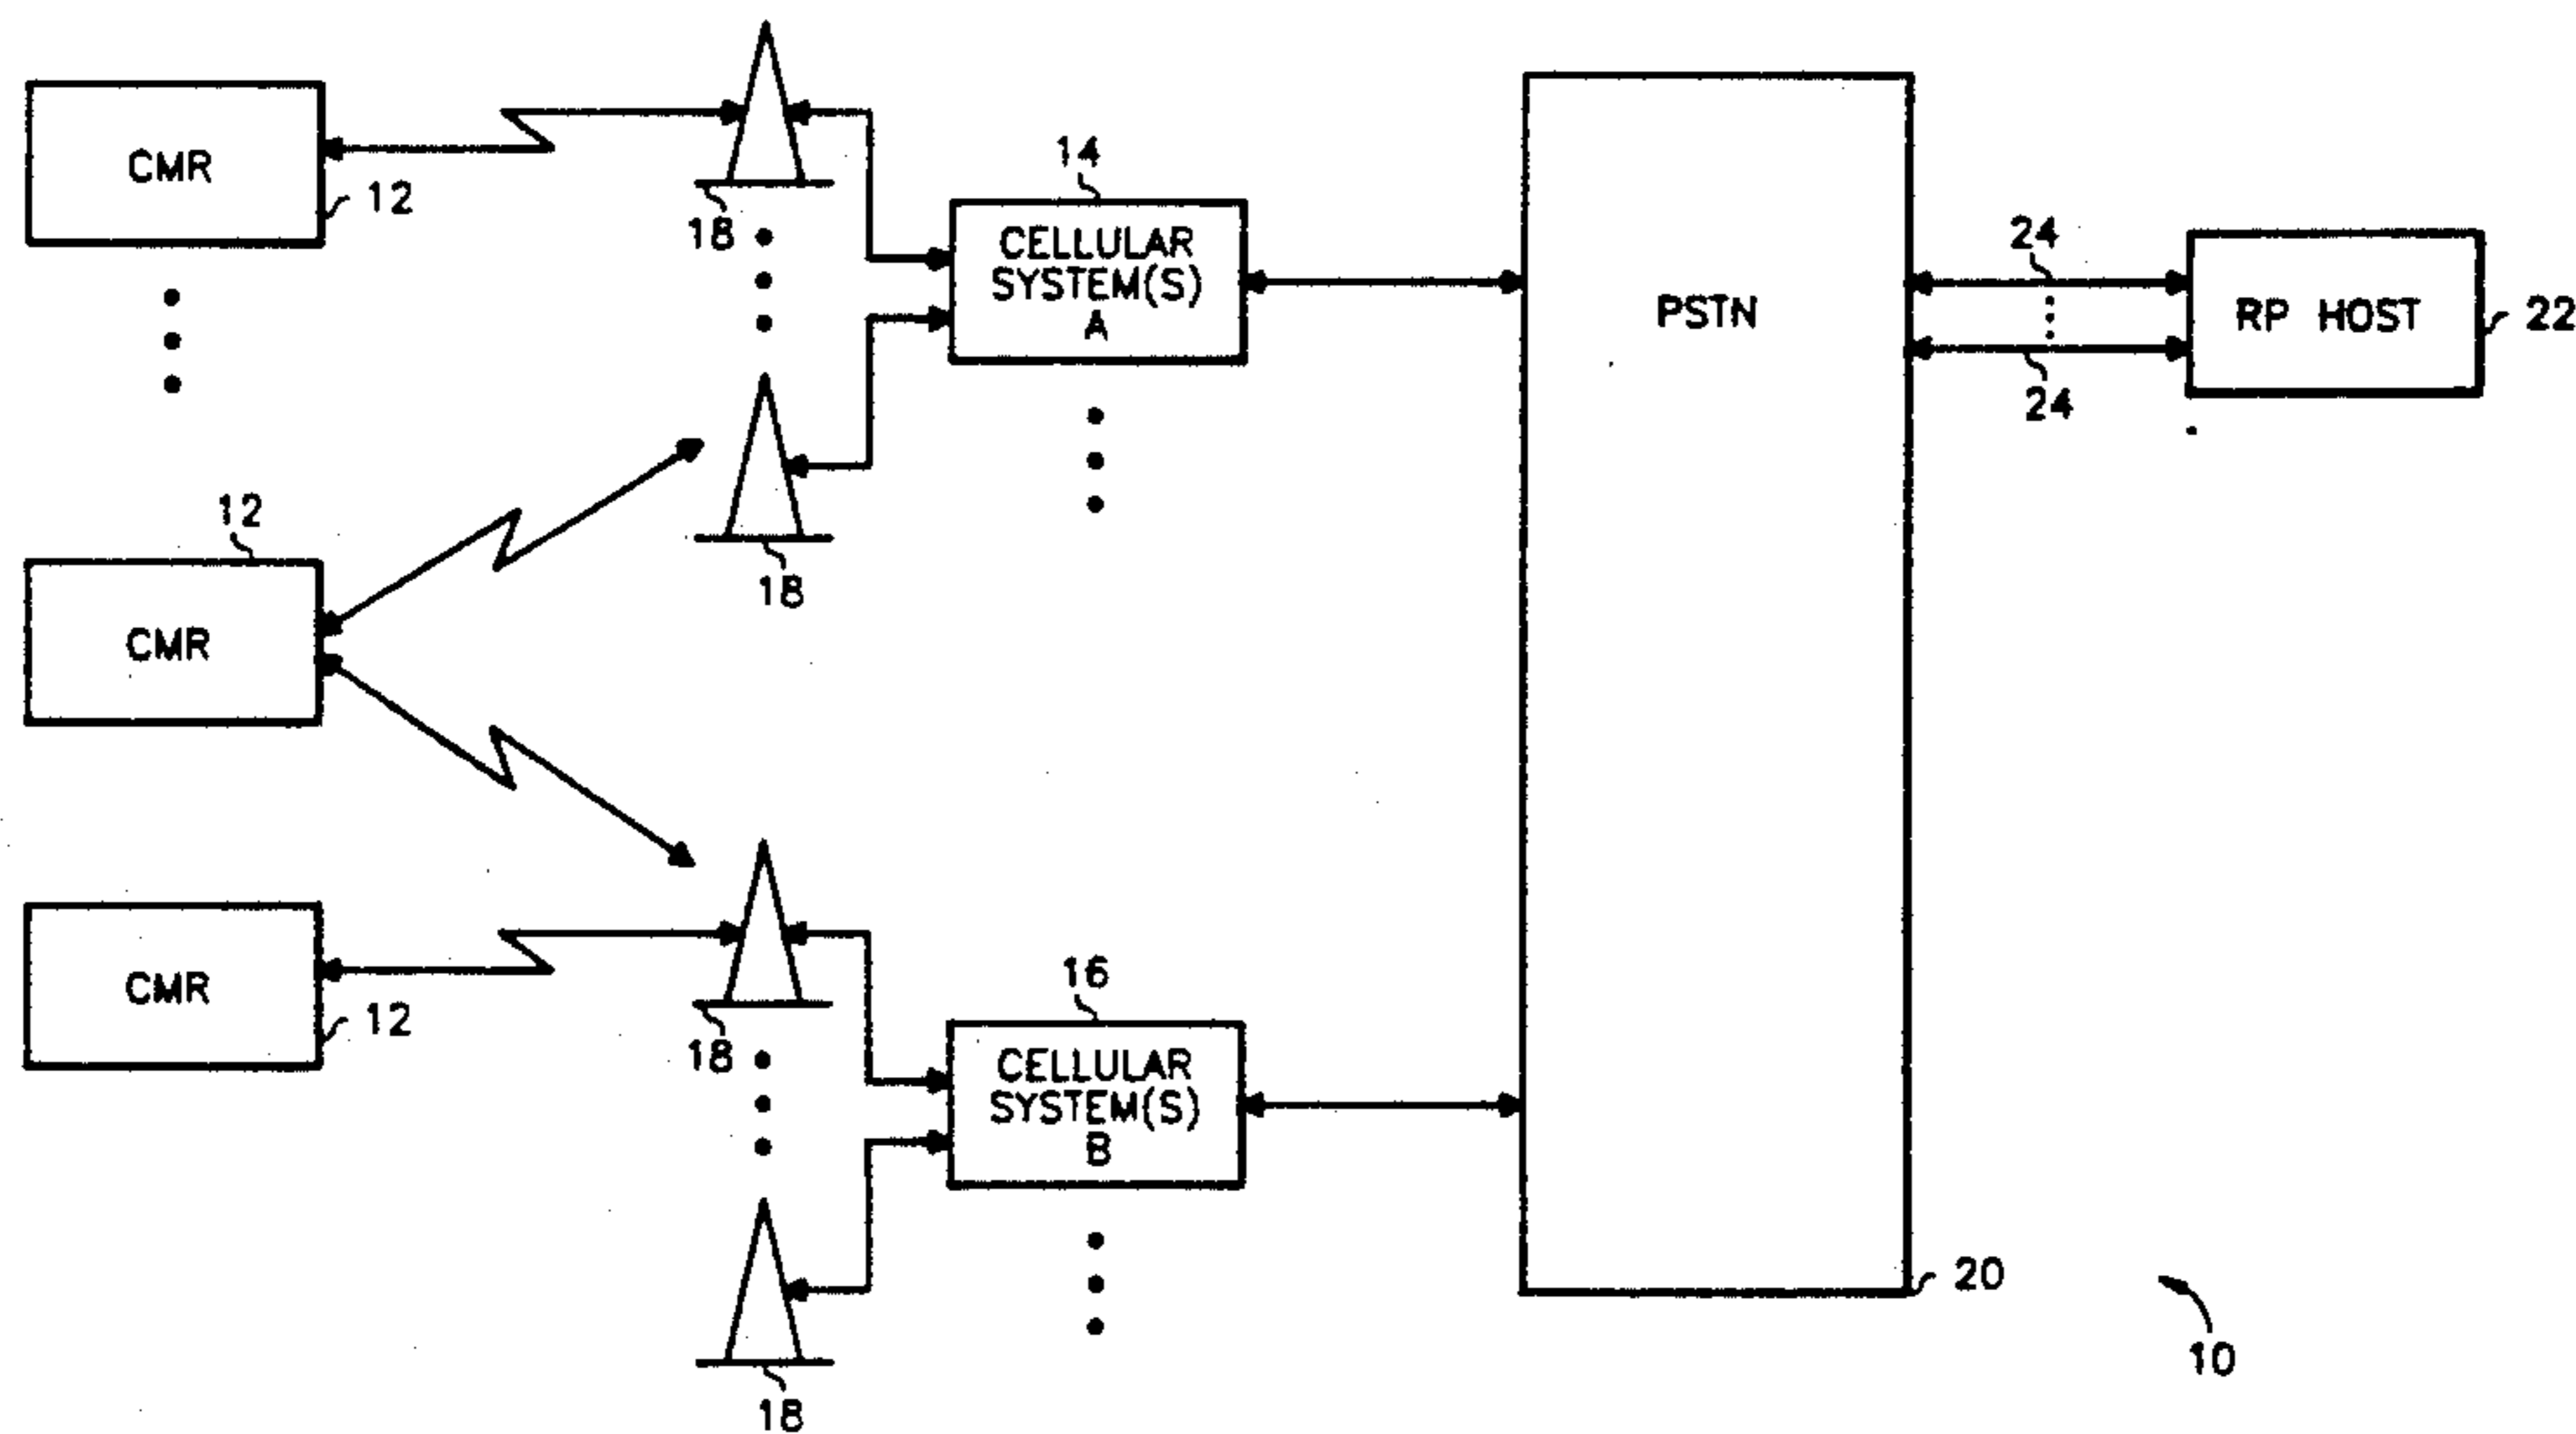 CMR
12
18
14
CELLULAR
SYSTEM(S)
A
PSTN
24
24
RP HOST
22
12
CMR
18
CMR
12
18
16
CELLULAR
SYSTEM(S)
B
18
20
10